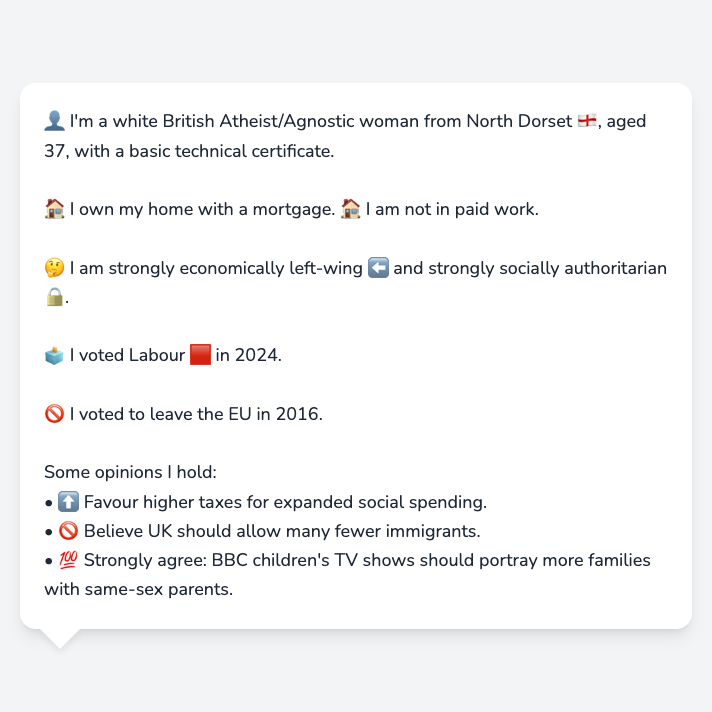 👤 I'm a white British Atheist/Agnostic woman from North Dorset 🏴󠁧󠁢󠁥󠁮󠁧󠁿, aged
37, with a basic technical certificate.
🏠 I own my home with a mortgage. 🏠 I am not in paid work.
🤔 I am strongly economically left-wing ⬅️ and strongly socially authoritarian
🔒.
🗳️ I voted Labour 🟥 in 2024.
🚫 I voted to leave the EU in 2016.
Some opinions I hold:
• ⬆️ Favour higher taxes for expanded social spending.
• 🚫 Believe UK should allow many fewer immigrants.
• 💯 Strongly agree: BBC children's TV shows should portray more families
with same-sex parents.